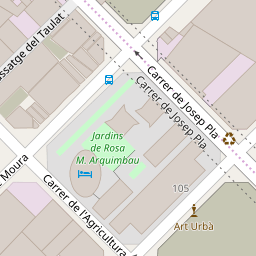 Passatge del Taulat
Carrer de Josep Pla
Carrer de Josep Pla
Jardins
de Rosa
M. Arquimbau
Moura
Carrer de l'Agricultura
105
Art Urbà